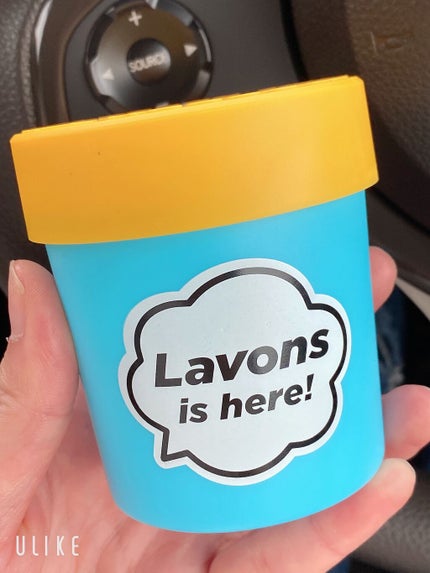 +
SOURCE
Lavons
is here!
ULIKE